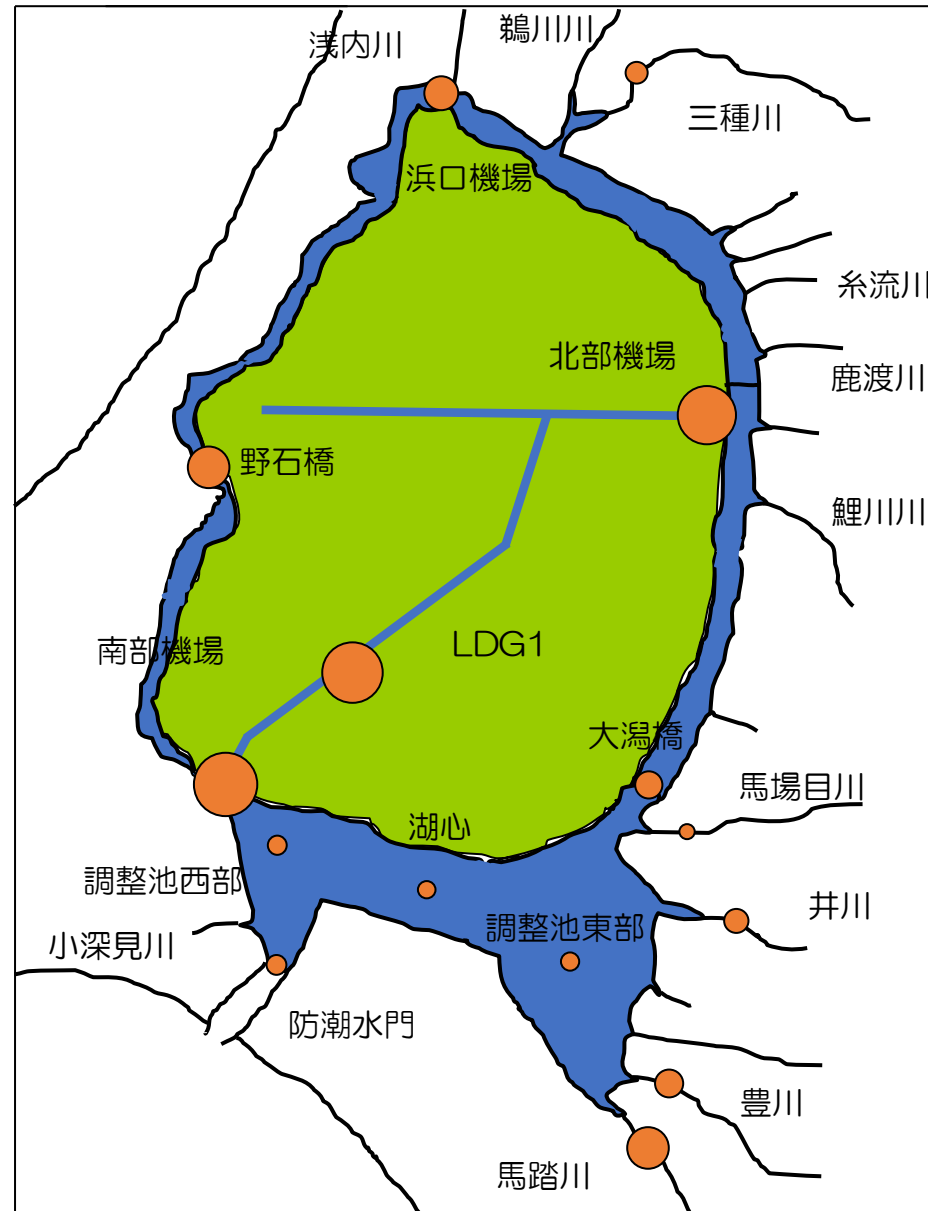 鵜川川
浅内川
三種川
浜口機場
糸流川
北部機場
鹿渡川
野石橋
鯉川川
LDG1
南部機場
大潟橋
馬場目川
湖心
調整池西部
井川
調整池東部
小深見川
防潮水門
豊川
馬踏川